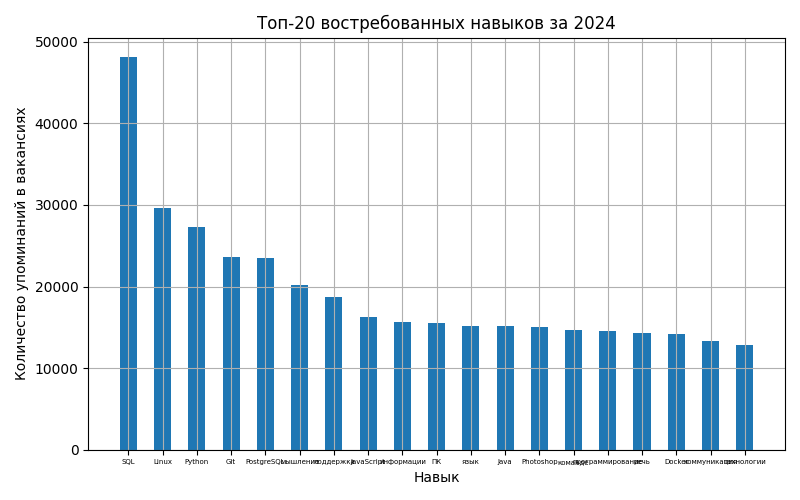 Топ-20 востребованных навыков за 2024
Количество упоминаний в вакансиях
50000
40000
30000
20000
10000
0
SQL Linux Python Git PostgreSQL мышление поддержка JavaScript информации ПК язык Java Photoshop команде программирование речь Docker коммуникация технологии
Навык